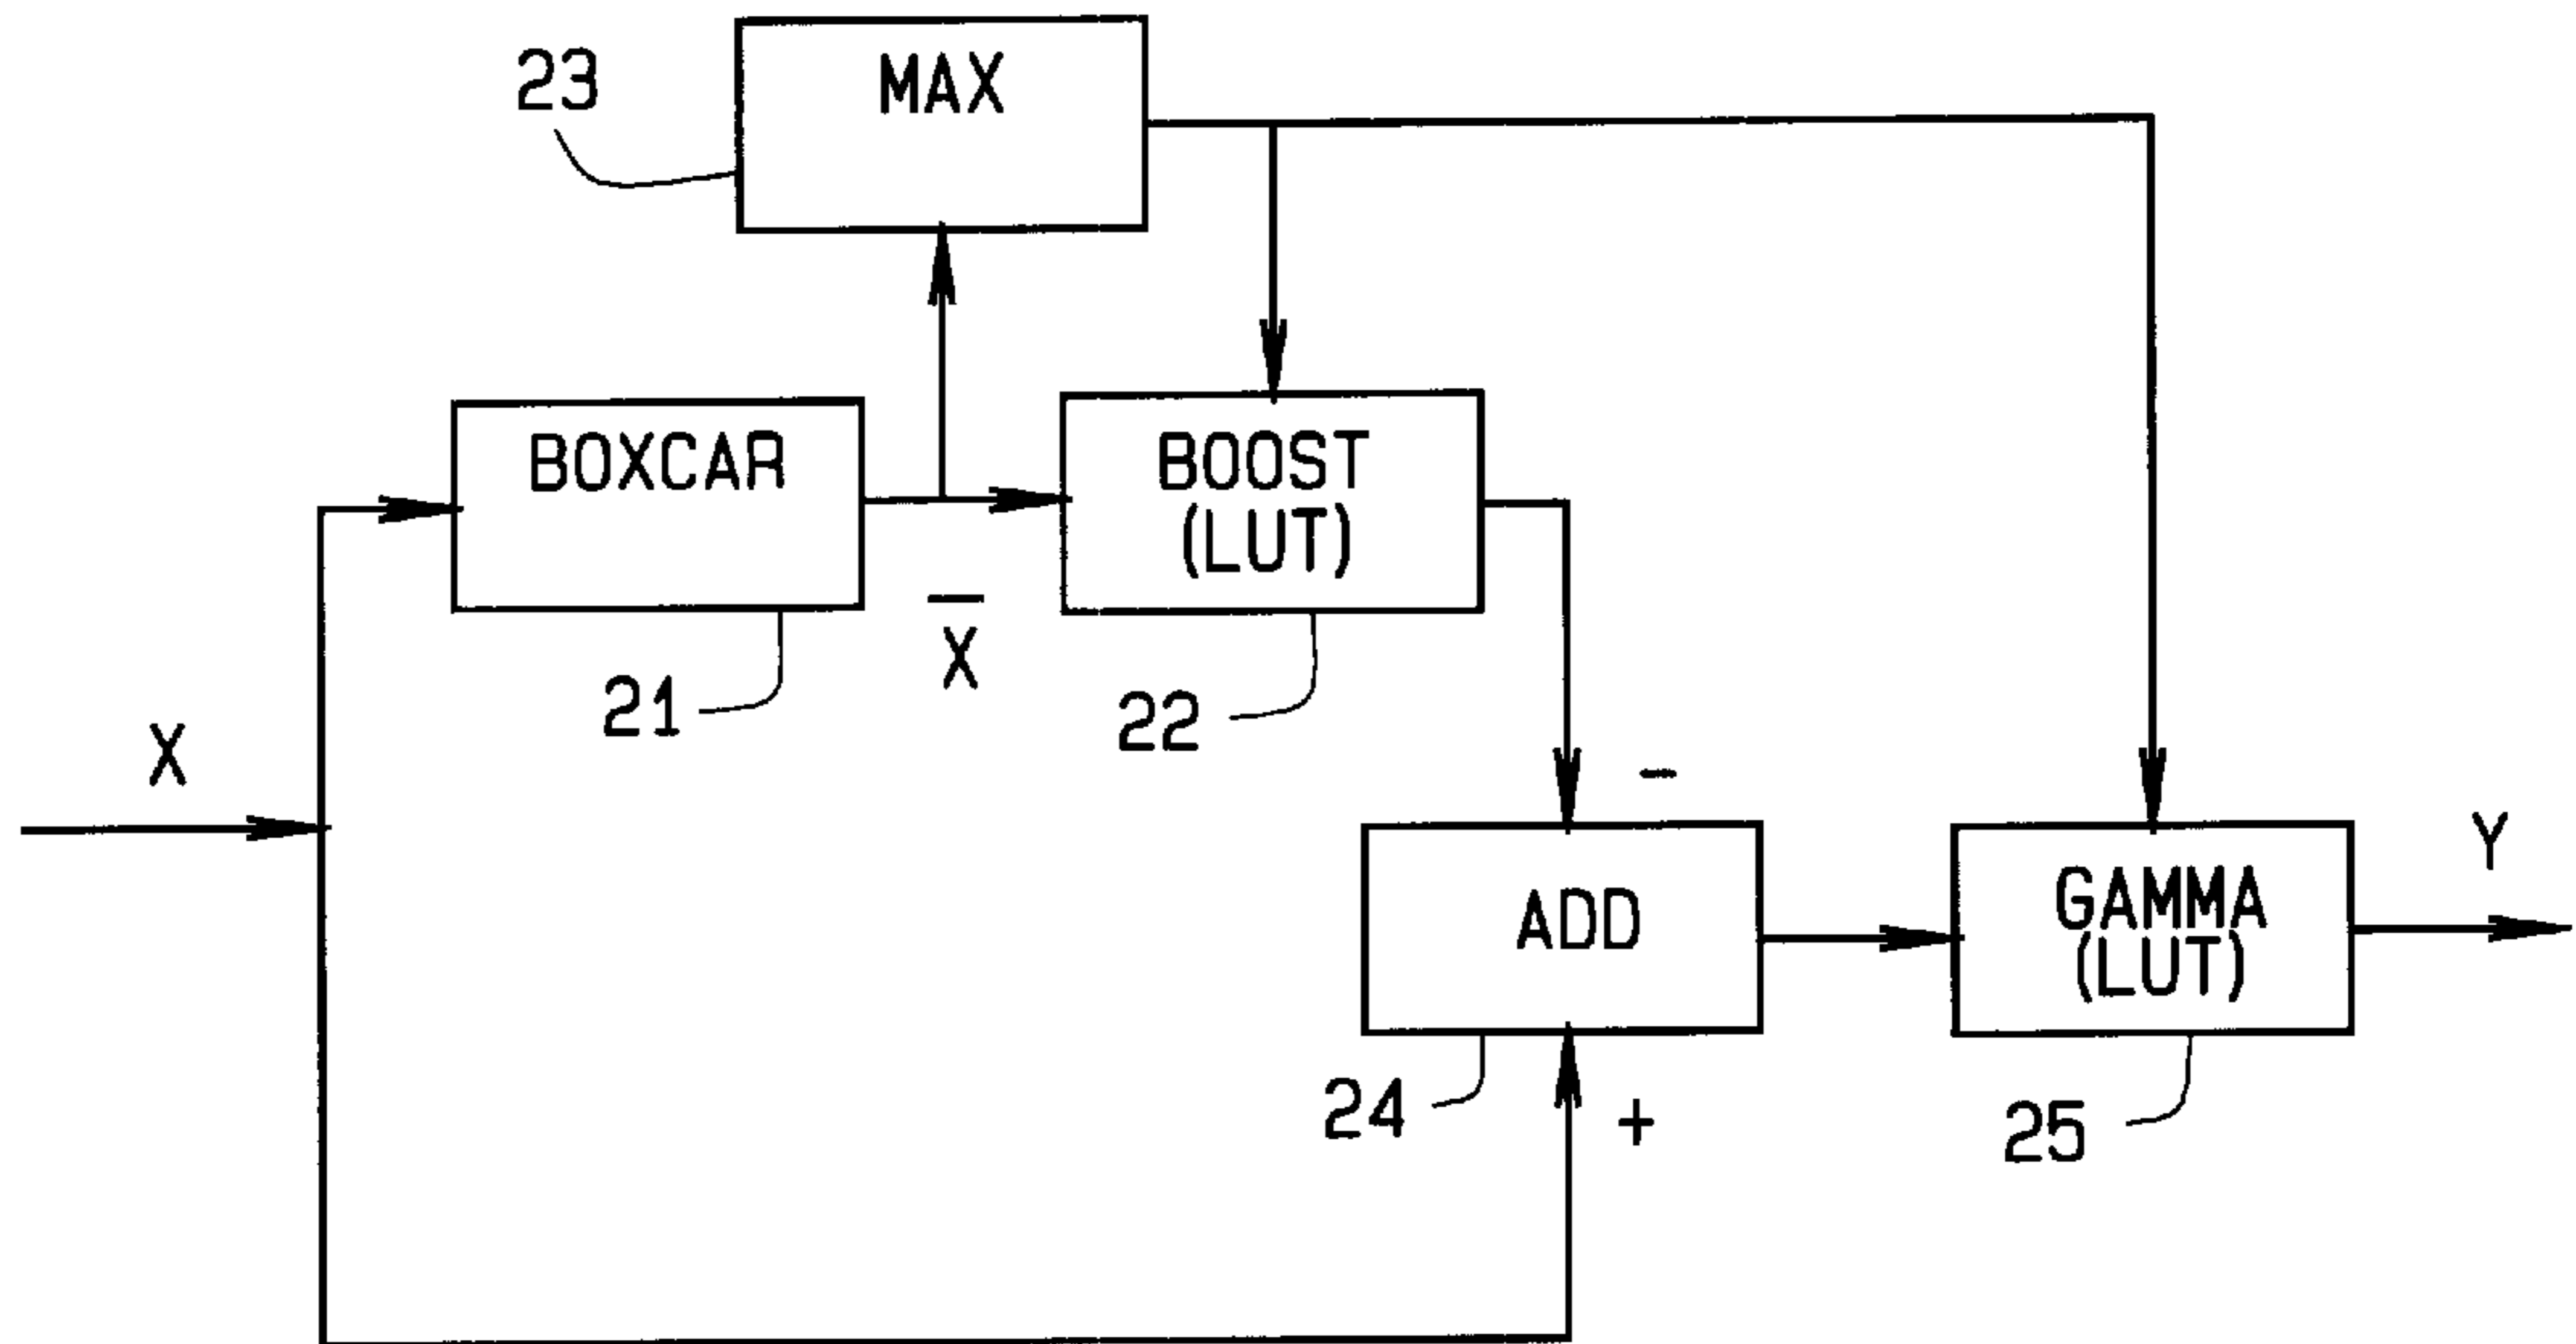 23
MAX
BOXCAR
BOOST
(LUT)
X̅
21
22
X
-
Y
ADD
GAMMA
(LUT)
24
+
25